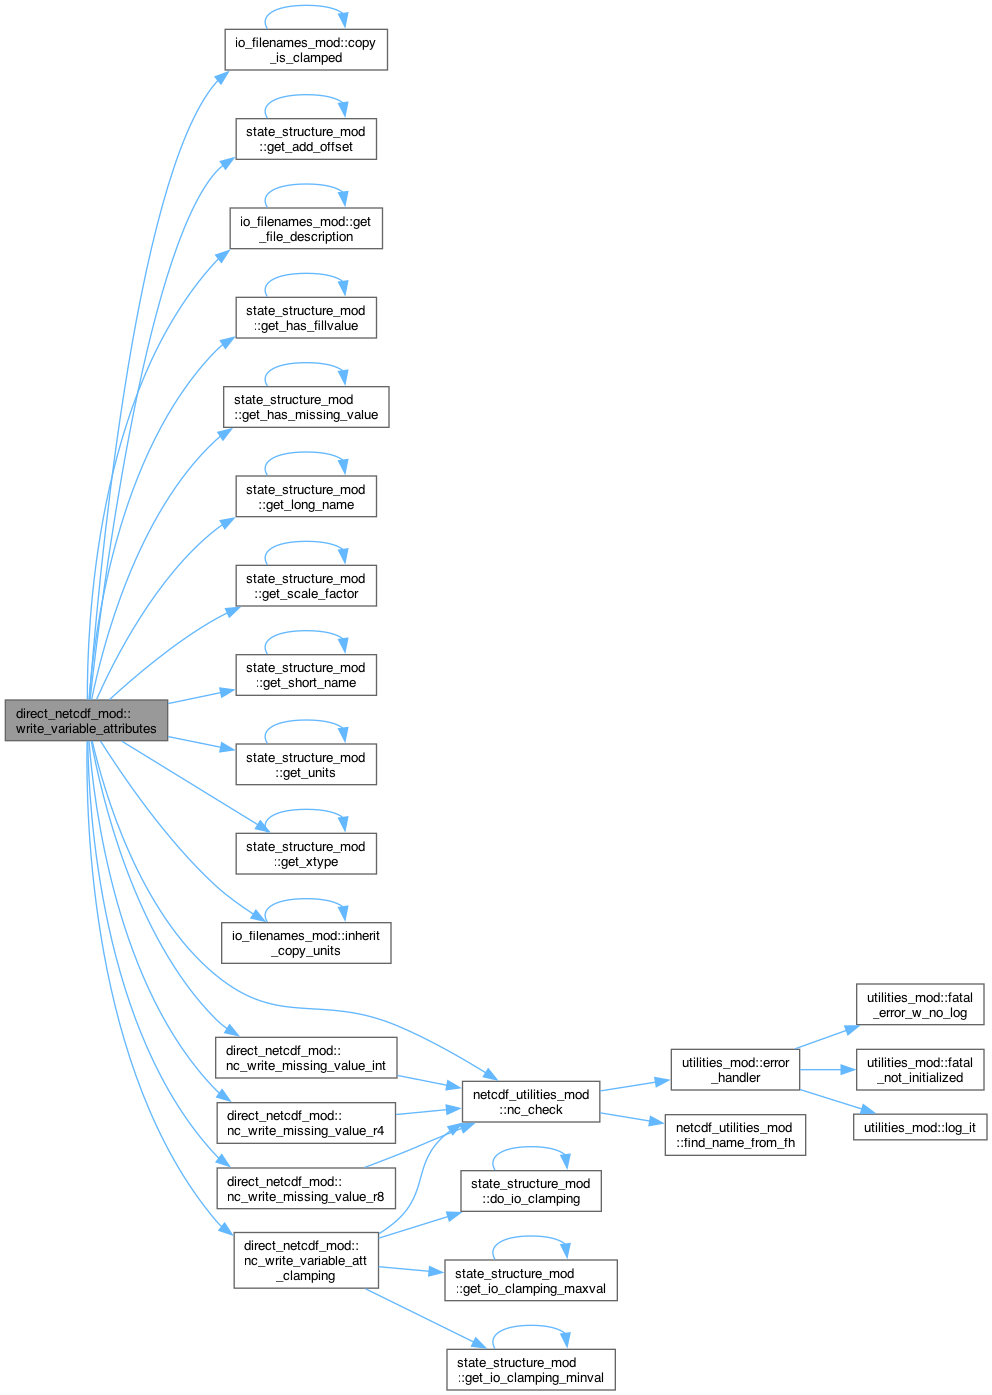 io_filenames_mod::copy
_is_clamped
state_structure_mod
::get_add_offset
io_filenames_mod::get
_file_description
state_structure_mod
::get_has_fillvalue
state_structure_mod
::get_has_missing_value
state_structure_mod
::get_long_name
state_structure_mod
::get_scale_factor
state_structure_mod
::get_short_name
direct_netcdf_mod::
write_variable_attributes
state_structure_mod
::get_units
state_structure_mod
::get_xtype
io_filenames_mod::inherit
_copy_units
direct_netcdf_mod::
nc_write_missing_value_int
direct_netcdf_mod::
nc_write_missing_value_r4
direct_netcdf_mod::
nc_write_missing_value_r8
direct_netcdf_mod::
nc_write_variable_att
_clamping
netcdf_utilities_mod
::nc_check
state_structure_mod
::do_io_clamping
state_structure_mod
::get_io_clamping_maxval
state_structure_mod
::get_io_clamping_minval
utilities_mod::error
_handler
netcdf_utilities_mod
::find_name_from_fh
utilities_mod::fatal
_error_w_no_log
utilities_mod::fatal
_not_initialized
utilities_mod::log_it